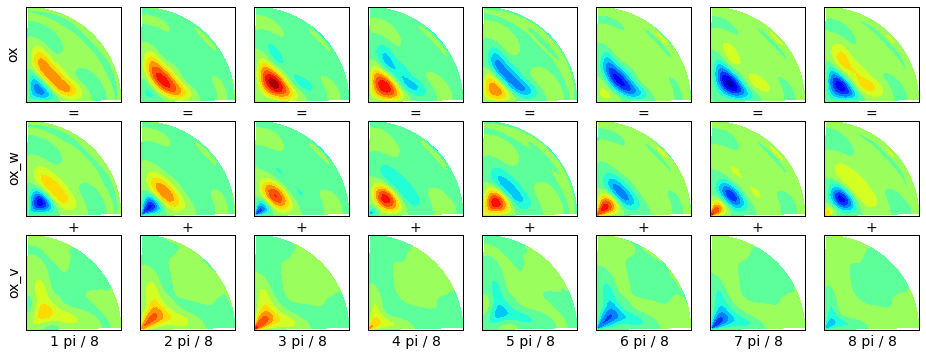 ox
= = = = = = = =
ox_w
+ + + + + + + +
ox_v
1 pi / 8 2 pi / 8 3 pi / 8 4 pi / 8 5 pi / 8 6 pi / 8 7 pi / 8 8 pi / 8